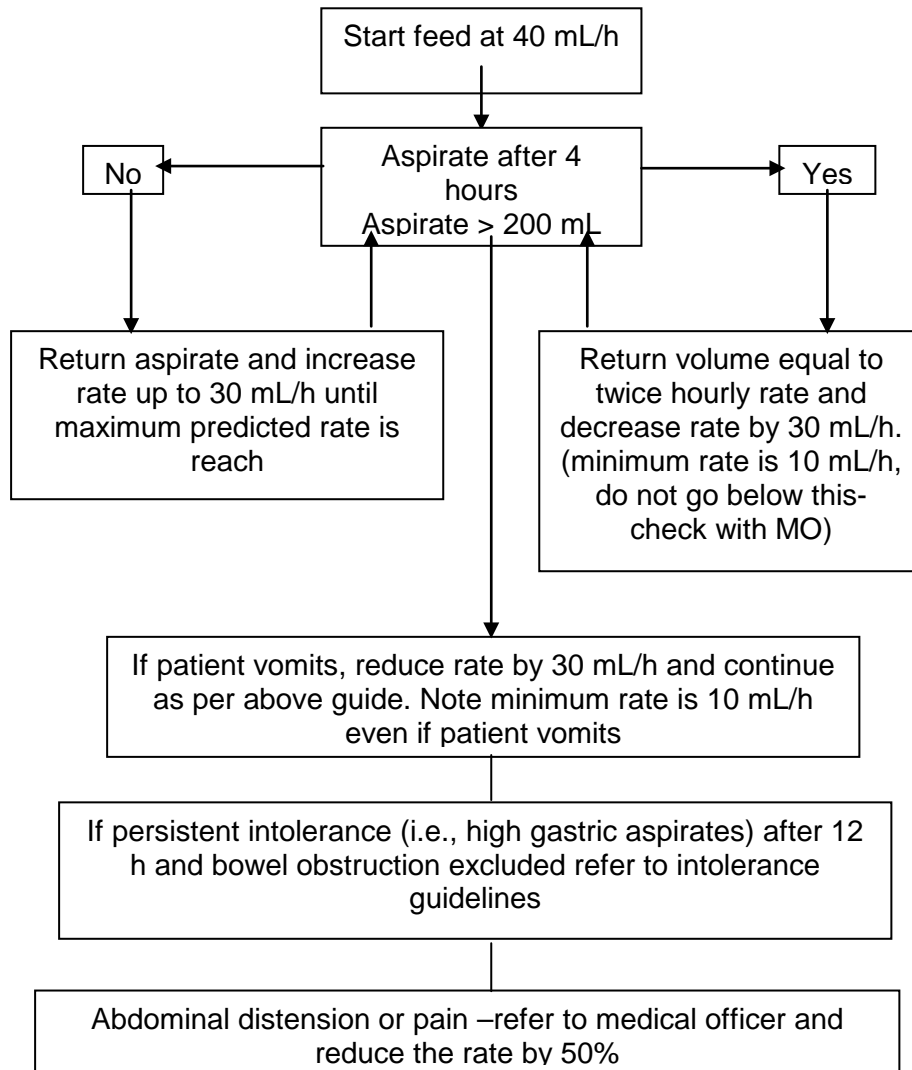 Start feed at 40 mL/h
No
Aspirate after 4
hours
Aspirate > 200 mL
Yes
Return aspirate and increase
rate up to 30 mL/h until
maximum predicted rate is
reach
Return volume equal to
twice hourly rate and
decrease rate by 30 mL/h.
(minimum rate is 10 mL/h,
do not go below this-
check with MO)
If patient vomits, reduce rate by 30 mL/h and continue
as per above guide. Note minimum rate is 10 mL/h
even if patient vomits
If persistent intolerance (i.e., high gastric aspirates) after 12
h and bowel obstruction excluded refer to intolerance
guidelines
Abdominal distension or pain –refer to medical officer and
reduce the rate by 50%